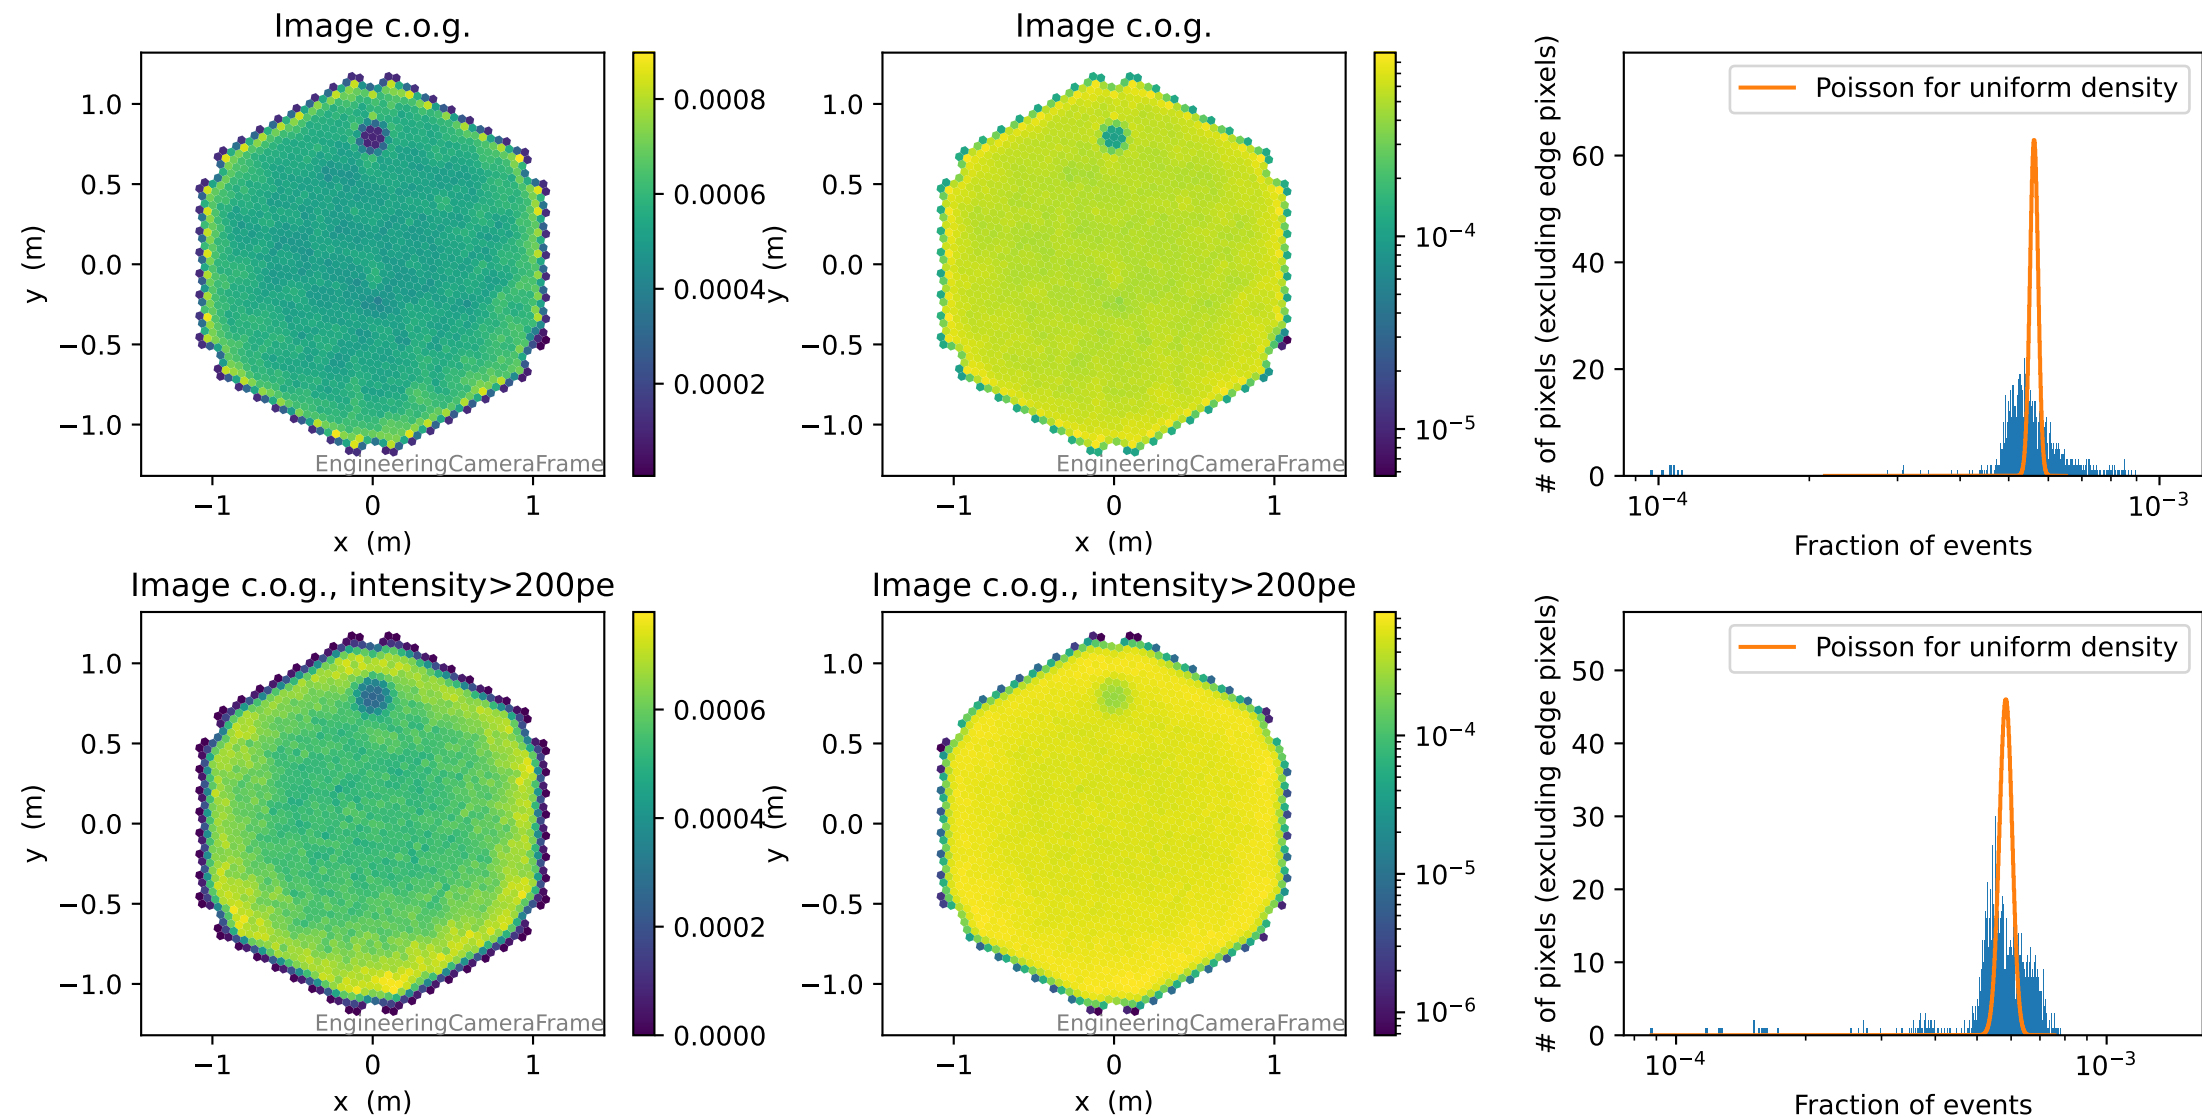 Image c.o.g.
1.0
0.5
0.0
−0.5
−1.0
y (m)
−1
0
1
x (m)
EngineeringCameraFrame
0.0008
0.0006
0.0004
0.0002
Image c.o.g.
1.0
0.5
0.0
−0.5
−1.0
y (m)
−1
0
1
x (m)
EngineeringCameraFrame
10⁻⁴
10⁻⁵
# of pixels (excluding edge pixels)
60
40
20
0
Poisson for uniform density
10⁻⁴
10⁻³
Fraction of events
Image c.o.g., intensity>200pe
1.0
0.5
0.0
−0.5
−1.0
y (m)
−1
0
1
x (m)
EngineeringCameraFrame
0.0006
0.0004
0.0002
0.0000
Image c.o.g., intensity>200pe
1.0
0.5
0.0
−0.5
−1.0
y (m)
−1
0
1
x (m)
EngineeringCameraFrame
10⁻⁴
10⁻⁵
10⁻⁶
# of pixels (excluding edge pixels)
50
40
30
20
10
0
Poisson for uniform density
10⁻⁴
10⁻³
Fraction of events